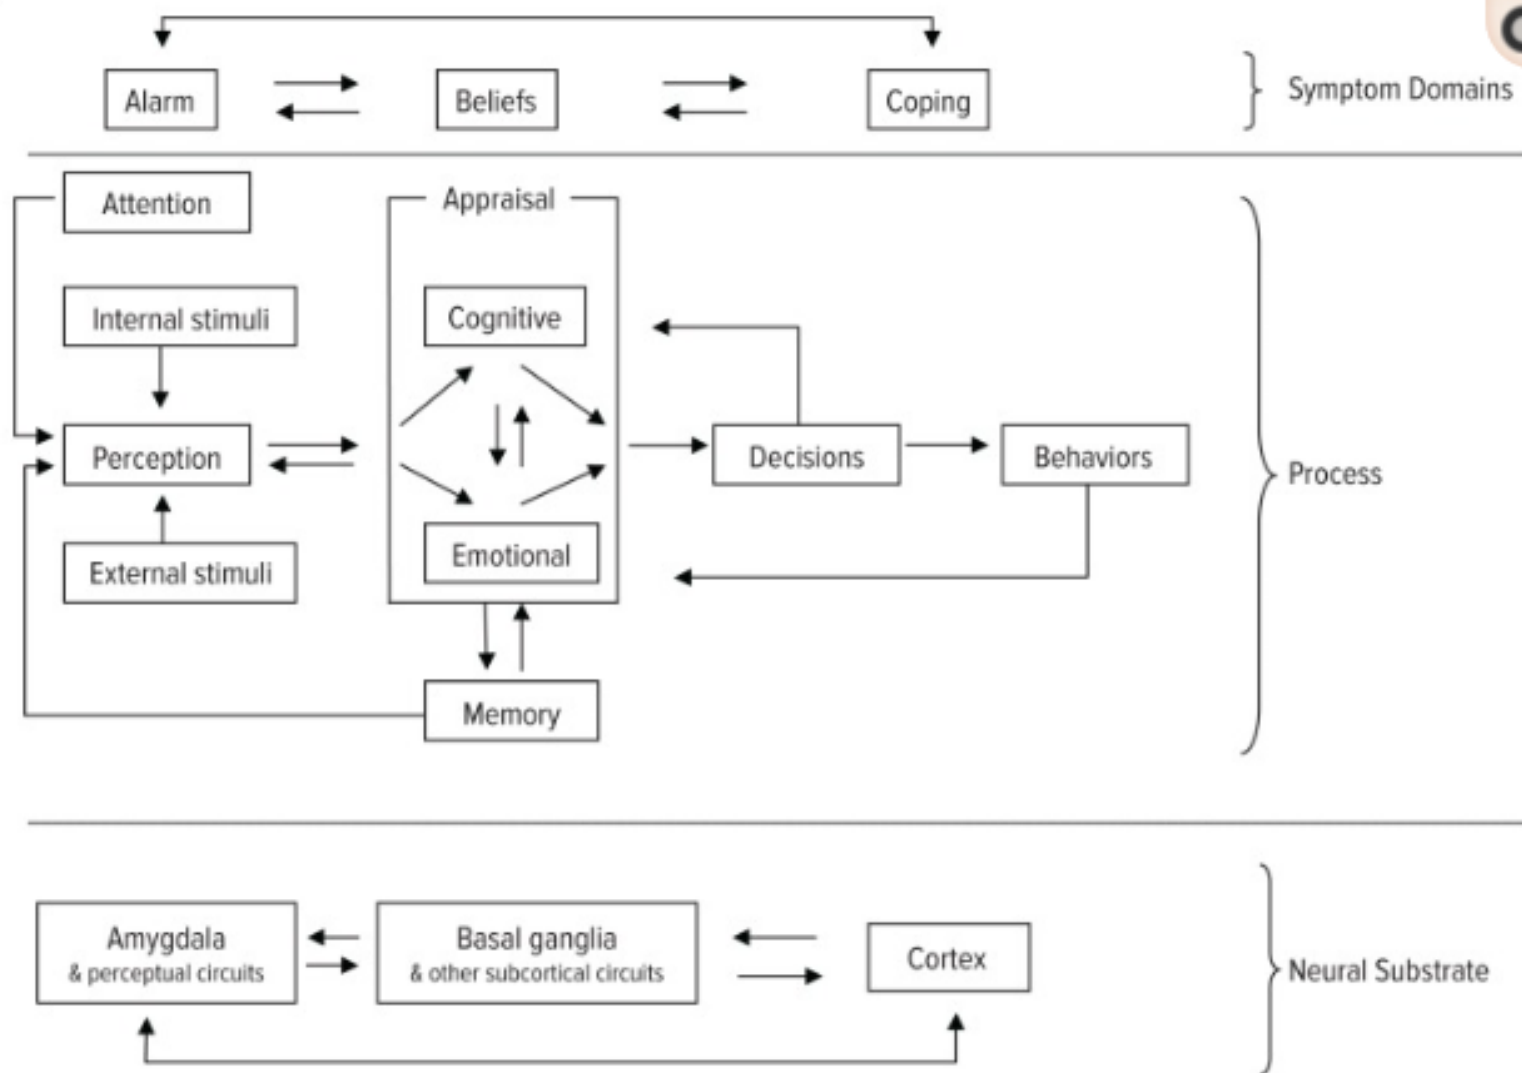 Alarm
Beliefs
Coping
Symptom Domains
Attention
Appraisal
Internal stimuli
Cognitive
Perception
Decisions
Behaviors
Process
Emotional
External stimuli
Memory
Amygdala
& perceptual circuits
Basal ganglia
& other subcortical circuits
Cortex
Neural Substrate